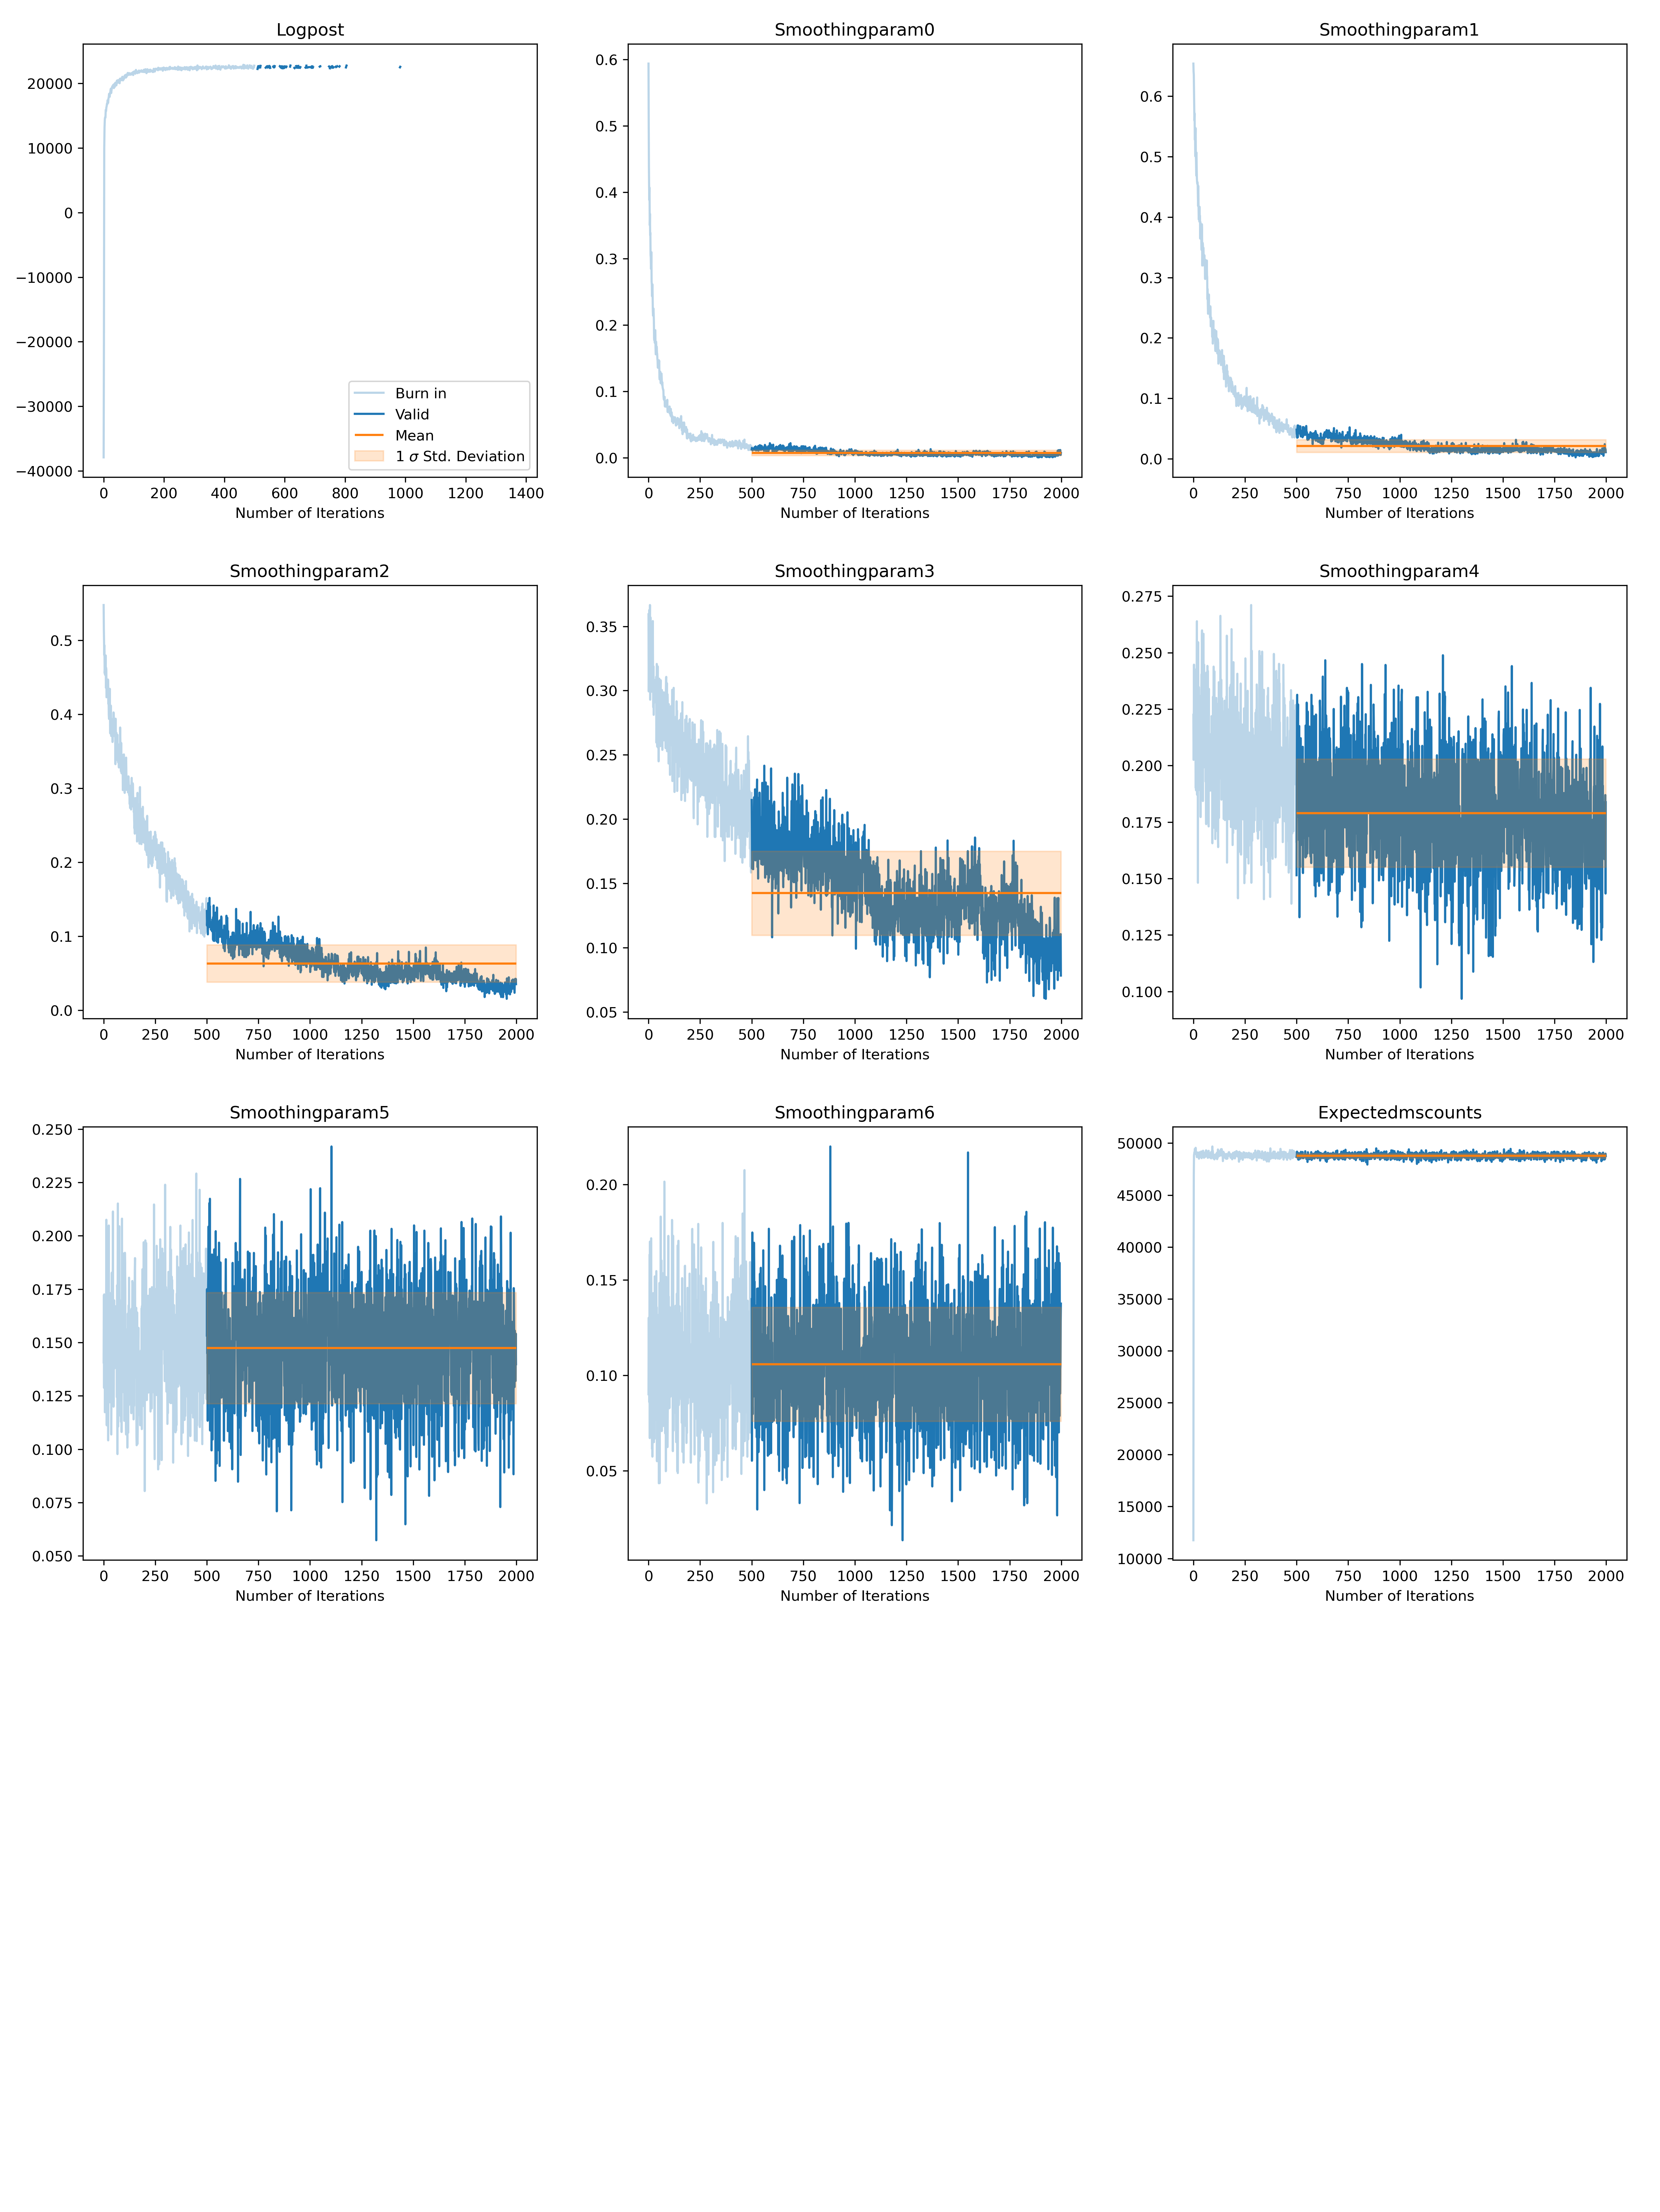 Logpost
20000
10000
0
−10000
−20000
−30000
−40000
0 200 400 600 800 1000 1200 1400
Number of Iterations
Burn in
Valid
Mean
1 σ Std. Deviation
Smoothingparam0
0.6
0.5
0.4
0.3
0.2
0.1
0.0
0 250 500 750 1000 1250 1500 1750 2000
Number of Iterations
Smoothingparam1
0.6
0.5
0.4
0.3
0.2
0.1
0.0
0 250 500 750 1000 1250 1500 1750 2000
Number of Iterations
Smoothingparam2
0.5
0.4
0.3
0.2
0.1
0.0
0 250 500 750 1000 1250 1500 1750 2000
Number of Iterations
Smoothingparam3
0.35
0.30
0.25
0.20
0.15
0.10
0.05
0 250 500 750 1000 1250 1500 1750 2000
Number of Iterations
Smoothingparam4
0.275
0.250
0.225
0.200
0.175
0.150
0.125
0.100
0 250 500 750 1000 1250 1500 1750 2000
Number of Iterations
Smoothingparam5
0.250
0.225
0.200
0.175
0.150
0.125
0.100
0.075
0.050
0 250 500 750 1000 1250 1500 1750 2000
Number of Iterations
Smoothingparam6
0.20
0.15
0.10
0.05
0 250 500 750 1000 1250 1500 1750 2000
Number of Iterations
Expectedmscounts
50000
45000
40000
35000
30000
25000
20000
15000
10000
0 250 500 750 1000 1250 1500 1750 2000
Number of Iterations